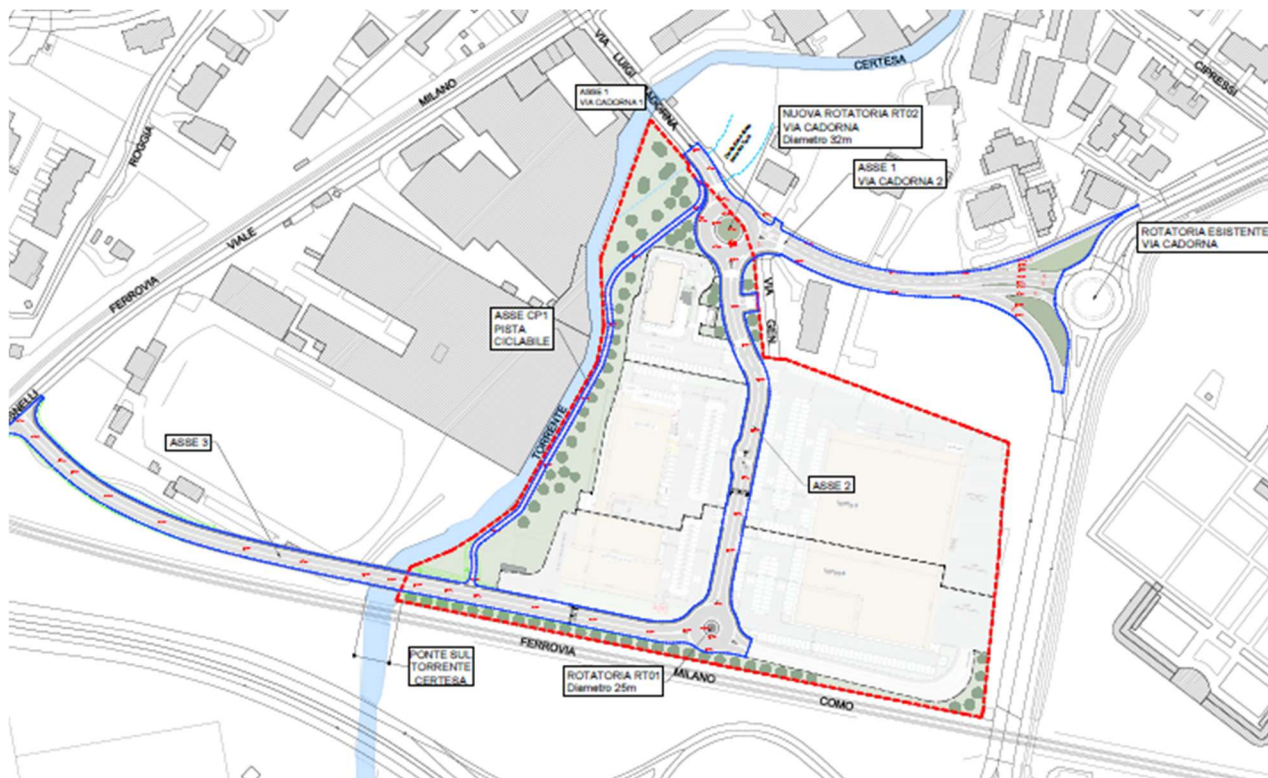 VIA LUIGI CADORNA
CERTESA
CIPRESSI
ASSE 1
VIA CADORNA 1
NUOVA ROTATORIA RT02
VIA CADORNA
Diametro 32m
MILANO
ROGGIA
ASSE 1
VIA CADORNA 2
VIALE
ROTATORIA ESISTENTE
VIA CADORNA
FERROVIA
VIA GEN.
ASSE CP1
PISTA
CICLABILE
ANELLI
TORRENTE
ASSE 3
ASSE 2
FERROVIA
MILANO
COMO
PONTE SUL
TORRENTE
CERTESA
ROTATORIA RT01
Diametro 25m